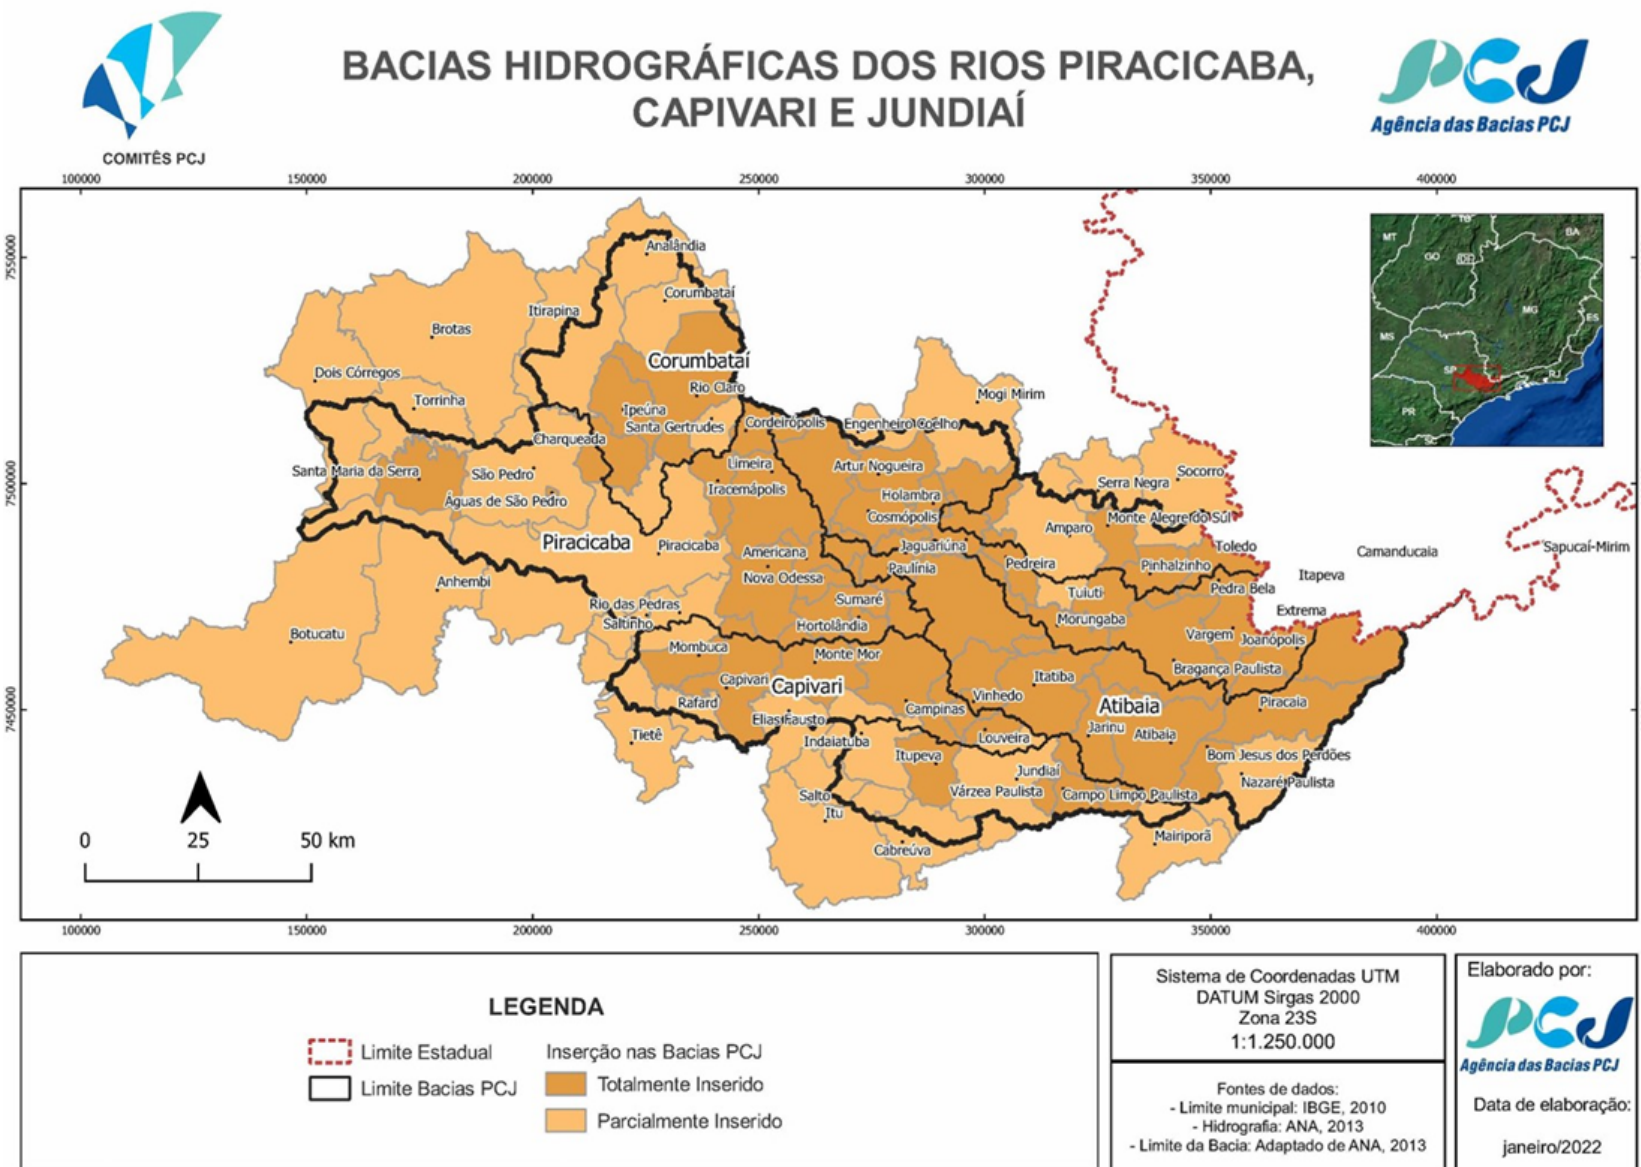 BACIAS HIDROGRÁFICAS DOS RIOS PIRACICABA,
CAPIVARI E JUNDIAÍ
COMITÊS PCJ
PCJ
Agência das Bacias PCJ
100000
150000
200000
250000
300000
350000
400000
7550000
7500000
7450000
Analândia
Corumbataí
Itirapina
Brotas
Corumbataí
Dois Córregos
Rio Claro
Torrinha
Ipeúna
Mogi Mirim
Santa Gertrudes
Cordeirópolis
Engenheiro Coelho
Charqueada
Santa Maria da Serra
São Pedro
Limeira
Artur Nogueira
Socorro
Serra Negra
Águas de São Pedro
Iracemápolis
Holambra
Cosmópolis
Amparo
Monte Alegre do Sul
Piracicaba
Piracicaba
Americana
Jaguariúna
Toledo
Camanducaia
Sapucaí-Mirim
Nova Odessa
Paulínia
Pedreira
Pinhalzinho
Itapeva
Anhembi
Pedra Bela
Tuiuti
Rio das Pedras
Sumaré
Extrema
Saltinho
Hortolândia
Morungaba
Botucatu
Vargem
Joanópolis
Mombuca
Monte Mor
Bragança Paulista
Capivari
Capivari
Itatiba
Rafard
Vinhedo
Atibaia
Piracaia
Campinas
Elias Fausto
Jarinu
Atibaia
Tietê
Indaiatuba
Louveira
Itupeva
Bom Jesus dos Perdões
Jundiaí
Nazaré Paulista
Várzea Paulista
Campo Limpo Paulista
Salto
Itu
Mairiporã
Cabreúva
TO
MT
BA
GO
DF
MG
ES
MS
SP
RJ
PR
0
25
50 km
100000
150000
200000
250000
300000
350000
400000
LEGENDA
Limite Estadual
Limite Bacias PCJ
Inserção nas Bacias PCJ
Totalmente Inserido
Parcialmente Inserido
Sistema de Coordenadas UTM
DATUM Sirgas 2000
Zona 23S
1:1.250.000
Fontes de dados:
- Limite municipal: IBGE, 2010
- Hidrografia: ANA, 2013
- Limite da Bacia: Adaptado de ANA, 2013
Elaborado por:
PCJ
Agência das Bacias PCJ
Data de elaboração:
janeiro/2022